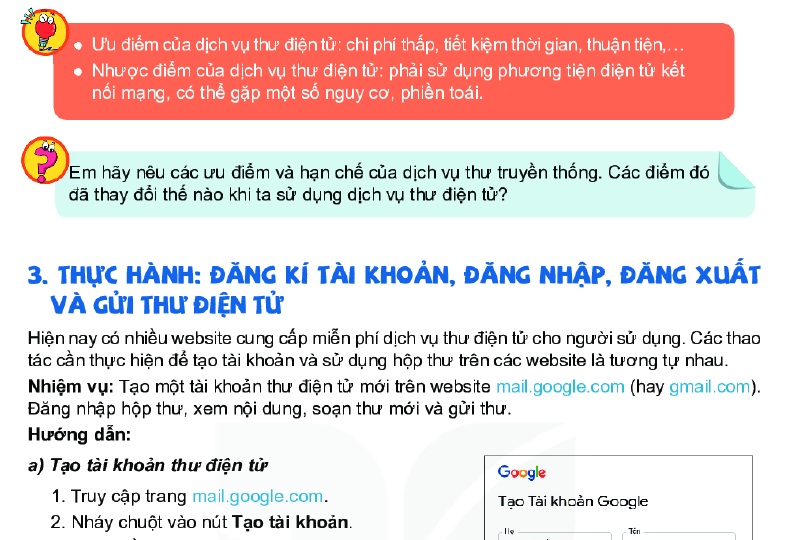 • Ưu điểm của dịch vụ thư điện tử: chi phí thấp, tiết kiệm thời gian, thuận tiện,…
• Nhược điểm của dịch vụ thư điện tử: phải sử dụng phương tiện điện tử kết
nối mạng, có thể gặp một số nguy cơ, phiền toái.
Em hãy nêu các ưu điểm và hạn chế của dịch vụ thư truyền thống. Các điểm đó
đã thay đổi thế nào khi ta sử dụng dịch vụ thư điện tử?
3. THỰC HÀNH: ĐĂNG KÍ TÀI KHOẢN, ĐĂNG NHẬP, ĐĂNG XUẤT
VÀ GỬI THƯ ĐIỆN TỬ
Hiện nay có nhiều website cung cấp miễn phí dịch vụ thư điện tử cho người sử dụng. Các thao
tác cần thực hiện để tạo tài khoản và sử dụng hộp thư trên các website là tương tự nhau.
Nhiệm vụ: Tạo một tài khoản thư điện tử mới trên website mail.google.com (hay gmail.com).
Đăng nhập hộp thư, xem nội dung, soạn thư mới và gửi thư.
Hướng dẫn:
a) Tạo tài khoản thư điện tử
1. Truy cập trang mail.google.com.
2. Nháy chuột vào nút Tạo tài khoản.
Google
Tạo Tài khoản Google
Họ Tên